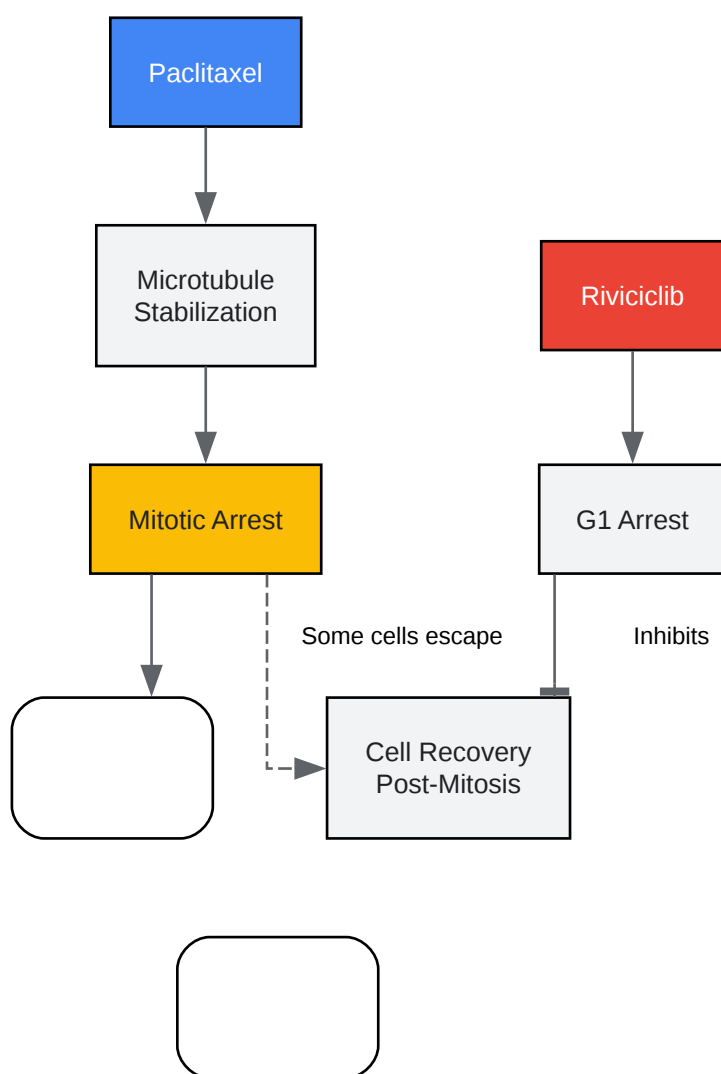 Paclitaxel
Microtubule
Stabilization
Riviciclib
Mitotic Arrest
G1 Arrest
Some cells escape
Inhibits
Cell Recovery
Post-Mitosis